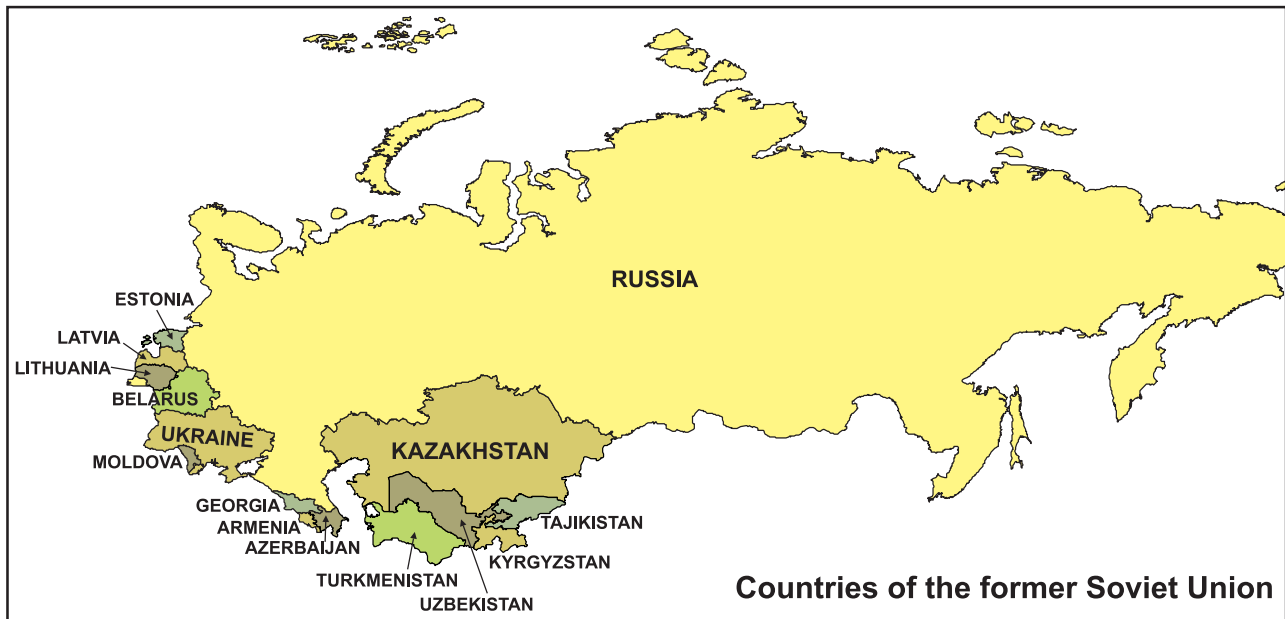 RUSSIA
ESTONIA
LATVIA
LITHUANIA
BELARUS
UKRAINE
KAZAKHSTAN
MOLDOVA
GEORGIA
ARMENIA
TAJIKISTAN
AZERBAIJAN
KYRGYZSTAN
TURKMENISTAN
UZBEKISTAN
Countries of the former Soviet Union